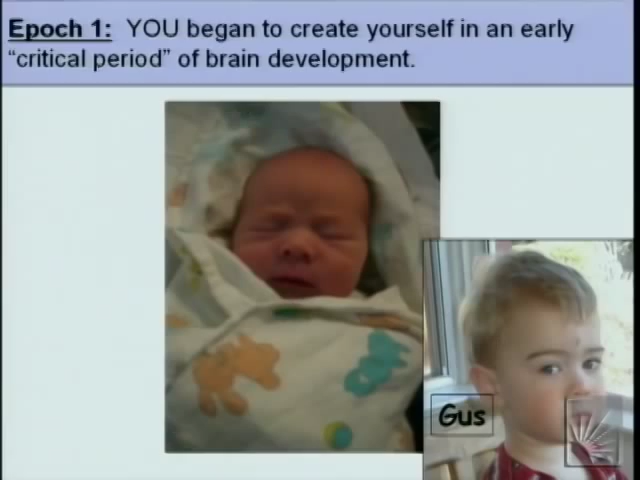 Epoch 1: YOU began to create yourself in an early
“critical period” of brain development.
Gus